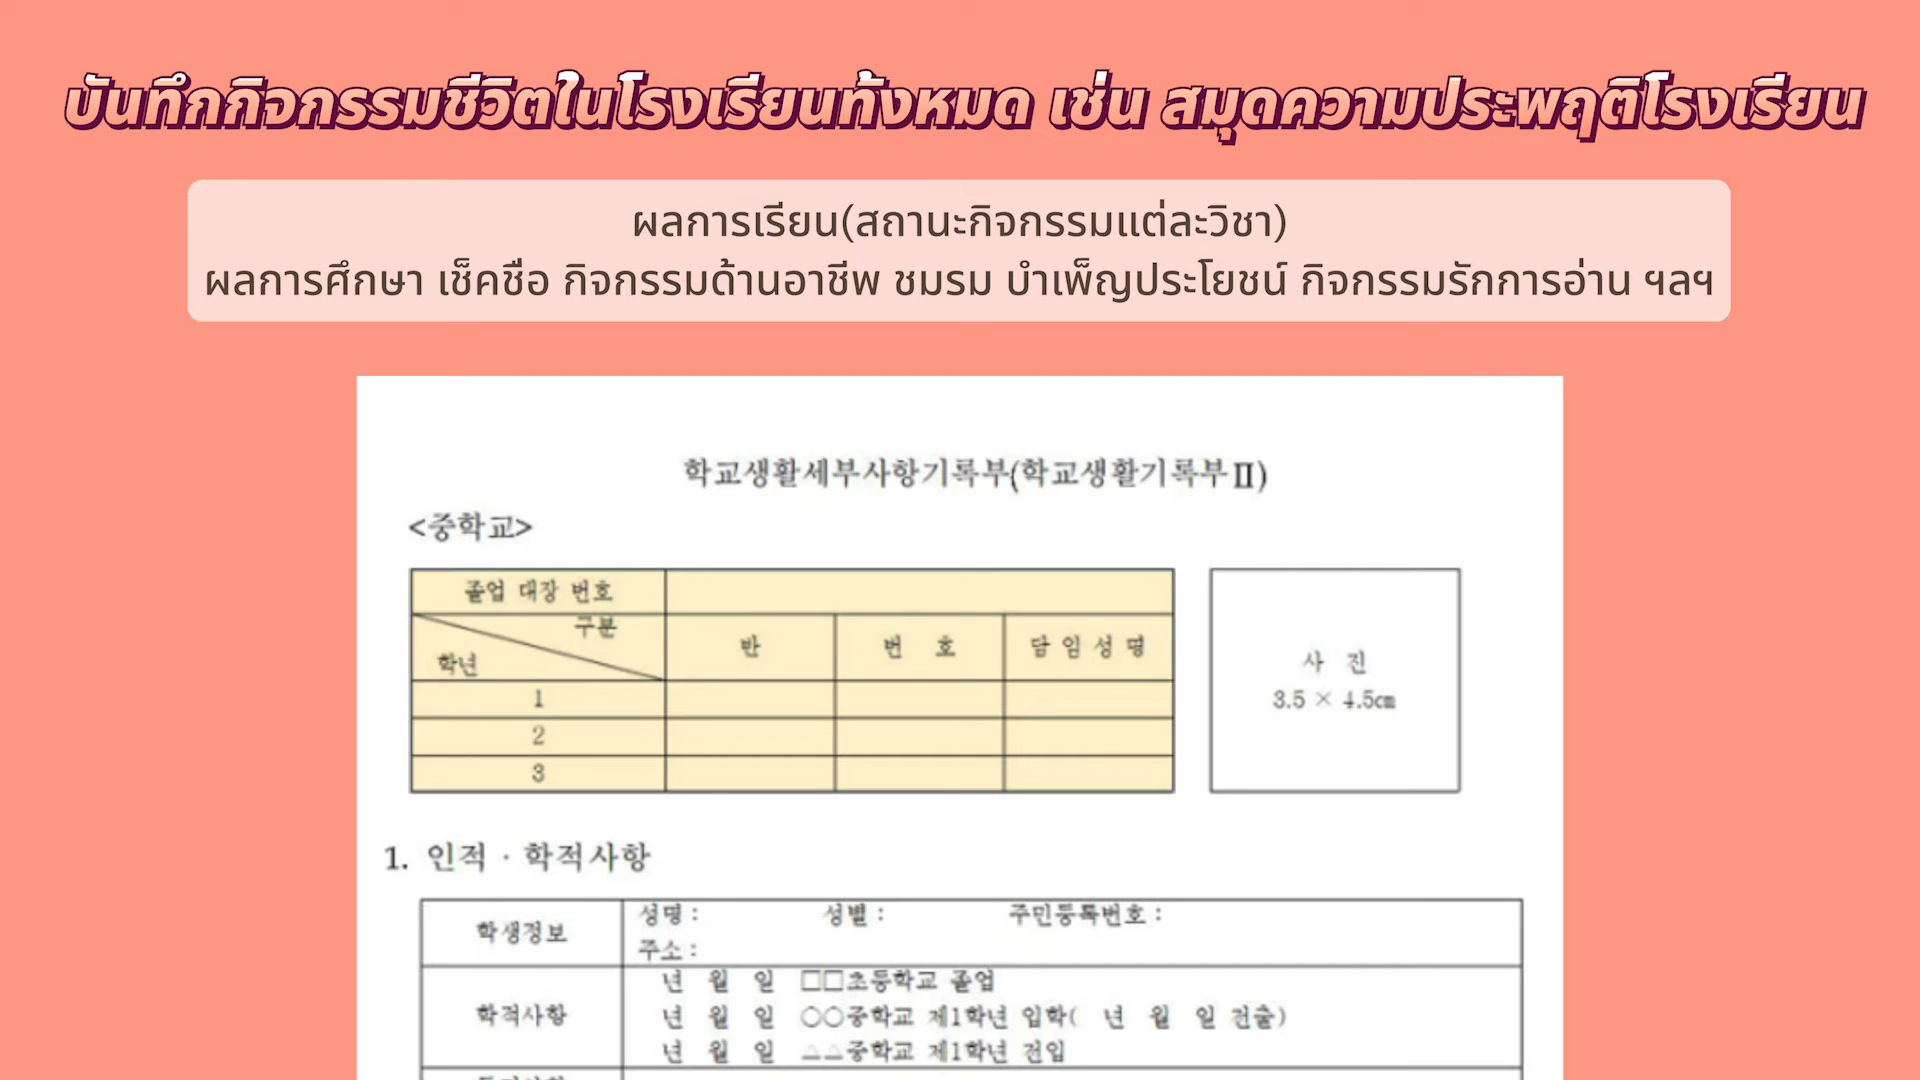 บันทึกกิจกรรมชีวิตในโรงเรียนทั้งหมด เช่น สมุดความประพฤติโรงเรียน
ผลการเรียน(สถานะกิจกรรมแต่ละวิชา)
ผลการศึกษา เช็คชื่อ กิจกรรมด้านอาชีพ ชมรม บำเพ็ญประโยชน์ กิจกรรมรักการอ่าน ฯลฯ
학교생활세부사항기록부(학교생활기록부Ⅱ)
<중학교>
졸업 대장 번호
구분
학년
반
번 호
담 임 성 명
1
2
3
사 진
3.5 × 4.5㎝
1. 인적 · 학적사항
학생정보
성명 : 성별 : 주민등록번호 :
주소 :
학적사항
년 월 일 □□초등학교 졸업
년 월 일 ○○중학교 제1학년 입학( 년 월 일 전출)
년 월 일 △△중학교 제1학년 전입